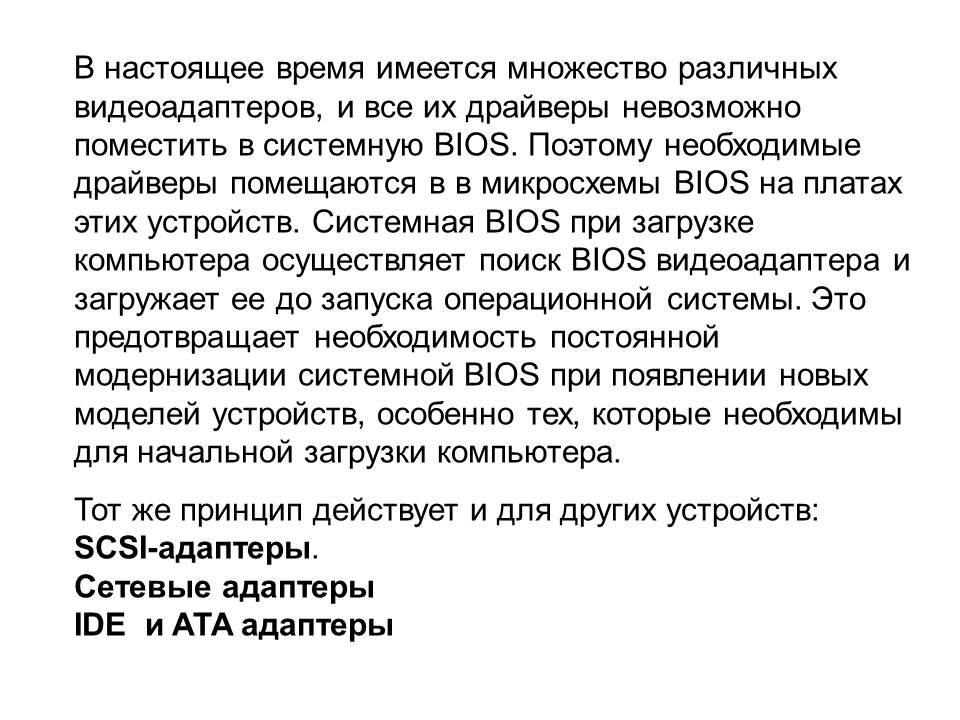 В настоящее время имеется множество различных
видеоадаптеров, и все их драйверы невозможно
поместить в системную BIOS. Поэтому необходимые
драйверы помещаются в в микросхемы BIOS на платах
этих устройств. Системная BIOS при загрузке
компьютера осуществляет поиск BIOS видеоадаптера и
загружает ее до запуска операционной системы. Это
предотвращает необходимость постоянной
модернизации системной BIOS при появлении новых
моделей устройств, особенно тех, которые необходимы
для начальной загрузки компьютера.
Тот же принцип действует и для других устройств:
SCSI-адаптеры.
Сетевые адаптеры
IDE и ATA адаптеры